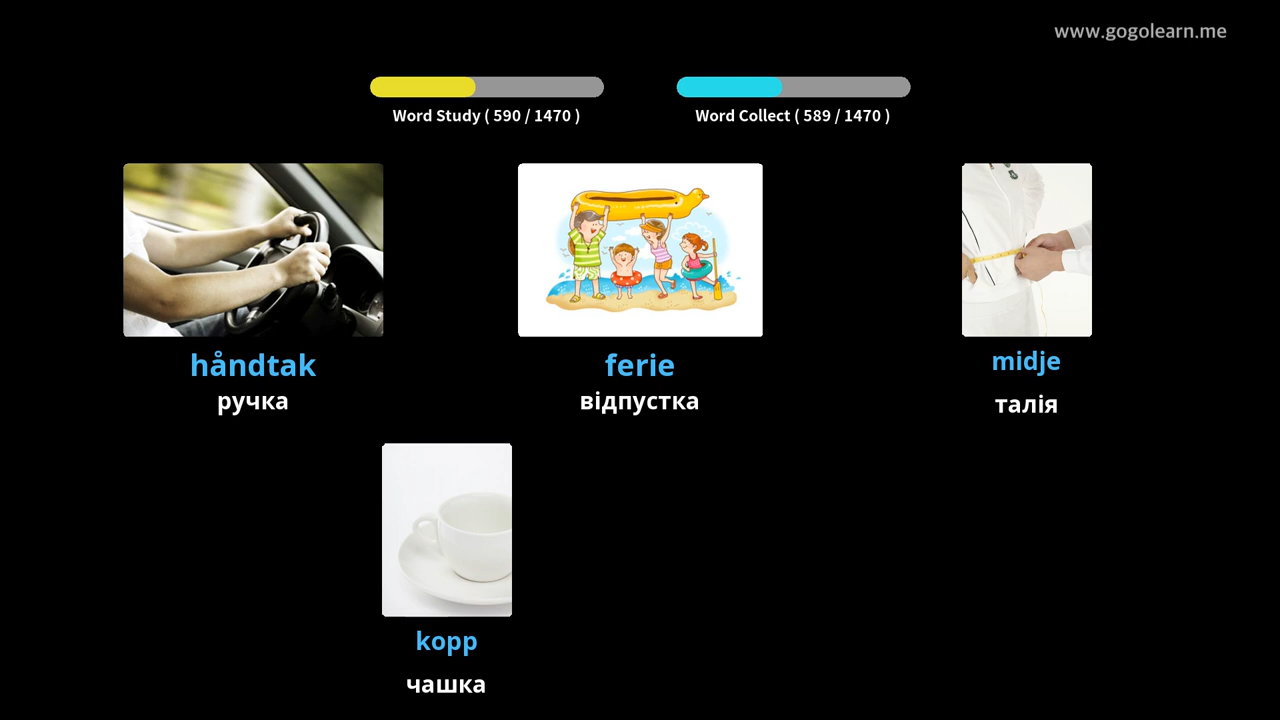 www.gogolearn.me
Word Study ( 590 / 1470 )
Word Collect ( 589 / 1470 )
håndtak
ручка
ferie
відпустка
midje
талія
kopp
чашка